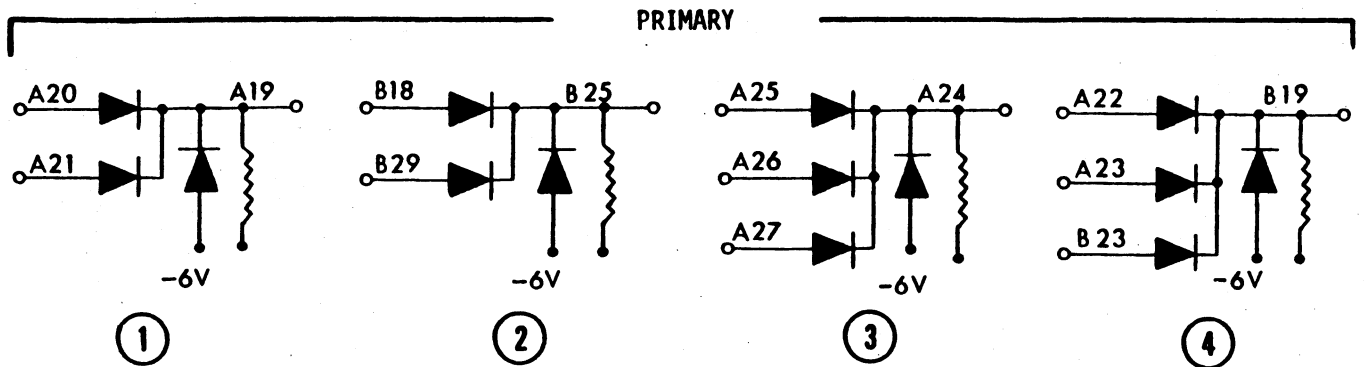 PRIMARY
A20 A19 B18 B25 A25 A24 A22 B19
A21 B29 A26 A23
A27 B23
-6V -6V -6V -6V
1 2 3 4